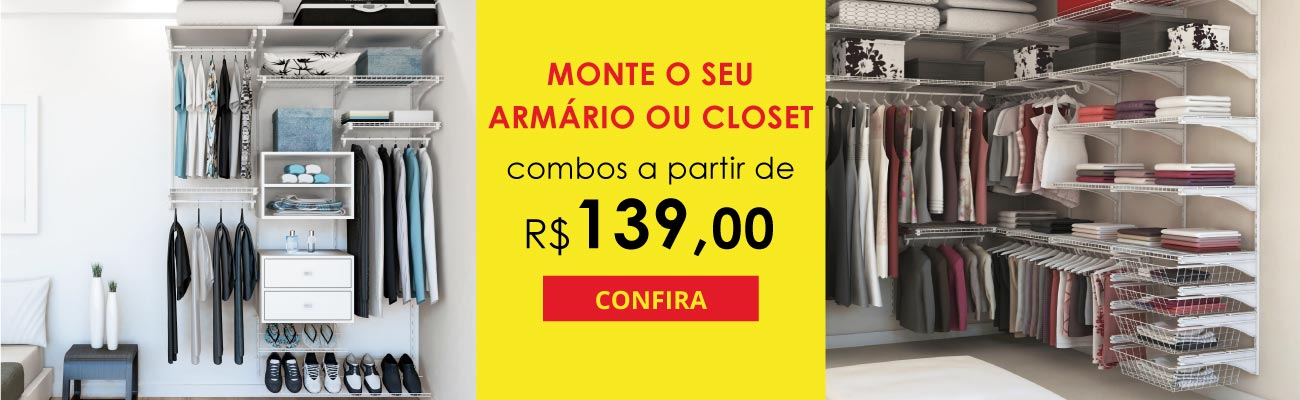 MONTE O SEU
ARMÁRIO OU CLOSET
combos a partir de
R$ 139,00
CONFIRA